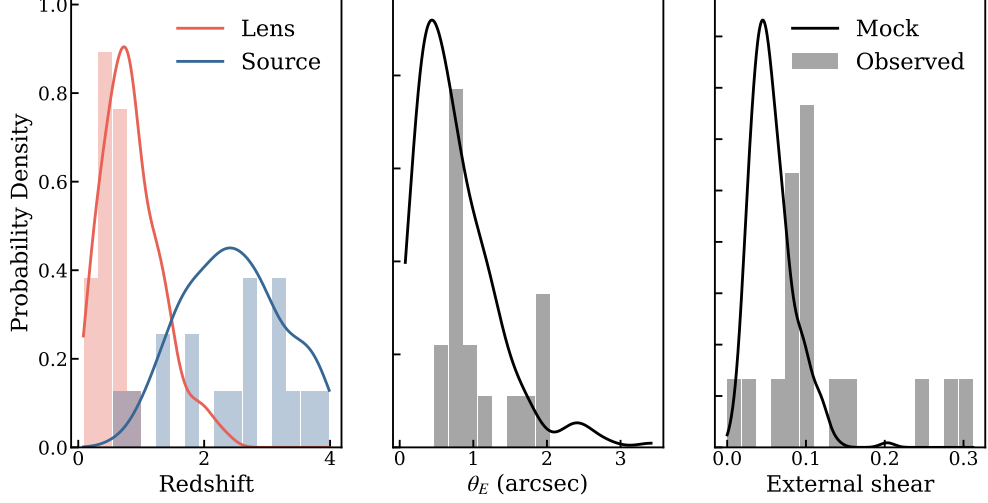 Probability Density
1.0
0.8
0.6
0.4
0.2
0.0
Lens
Source
0 2 4
Redshift
0 1 2 3
θE (arcsec)
Mock
Observed
0.0 0.1 0.2 0.3
External shear